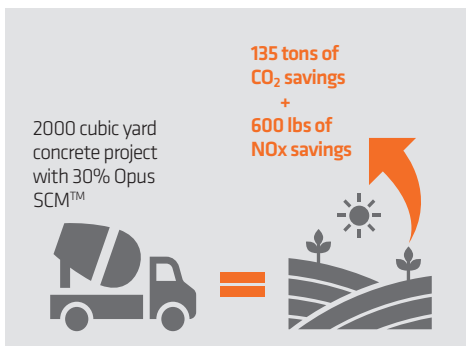 135 tons of
CO₂ savings
+
600 lbs of
NOx savings
2000 cubic yard
concrete project
with 30% Opus
SCM™
=